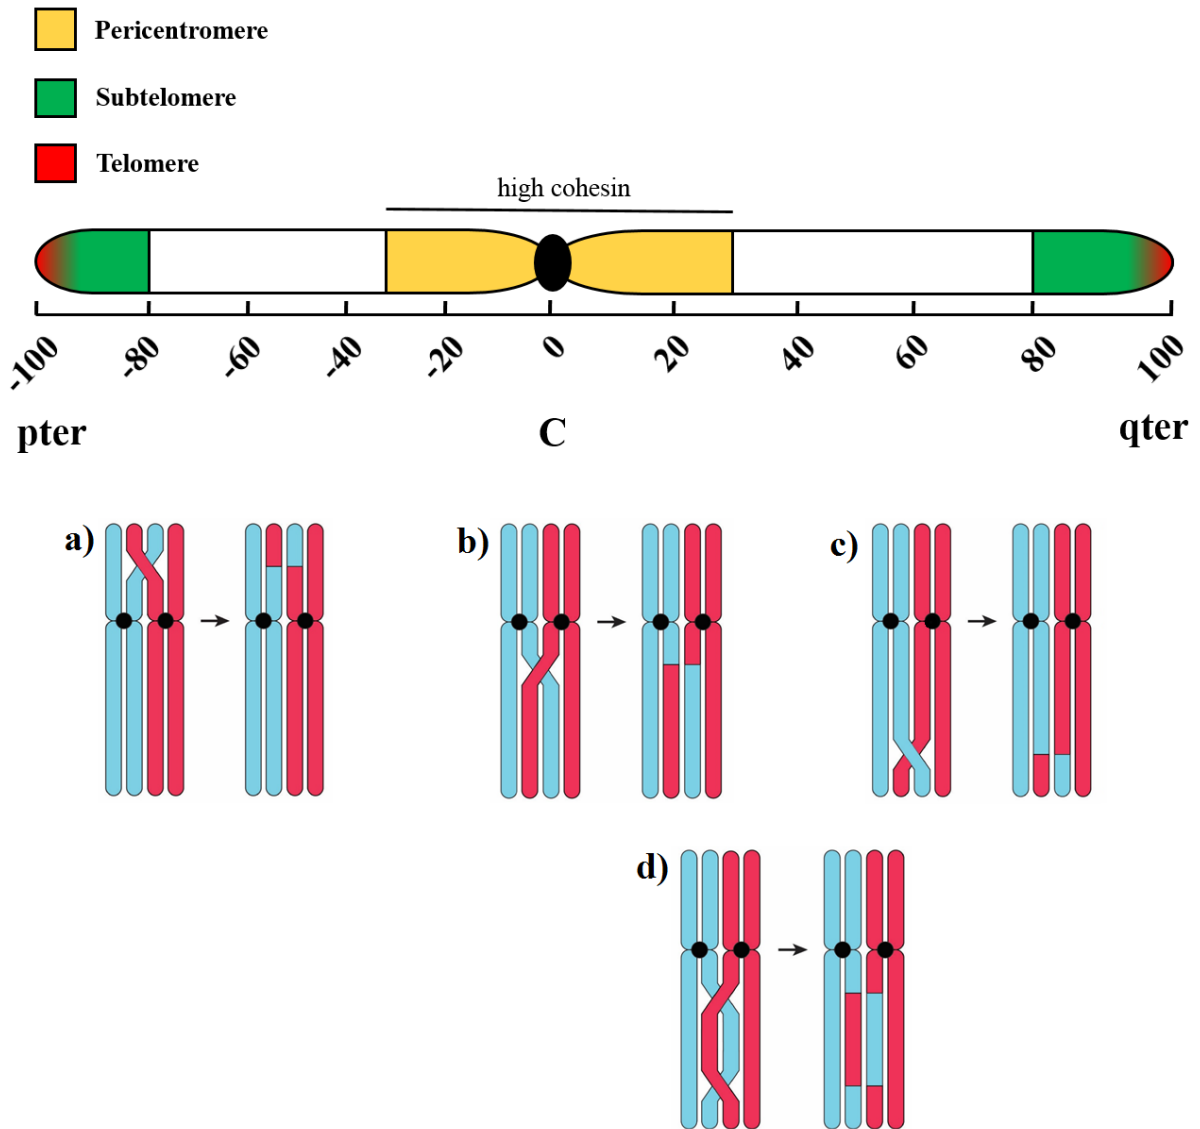 Pericentromere
Subtelomere
Telomere
high cohesin
-100 -80 -60 -40 -20 0 20 40 60 80 100
pter C qter
a) b) c)
d)